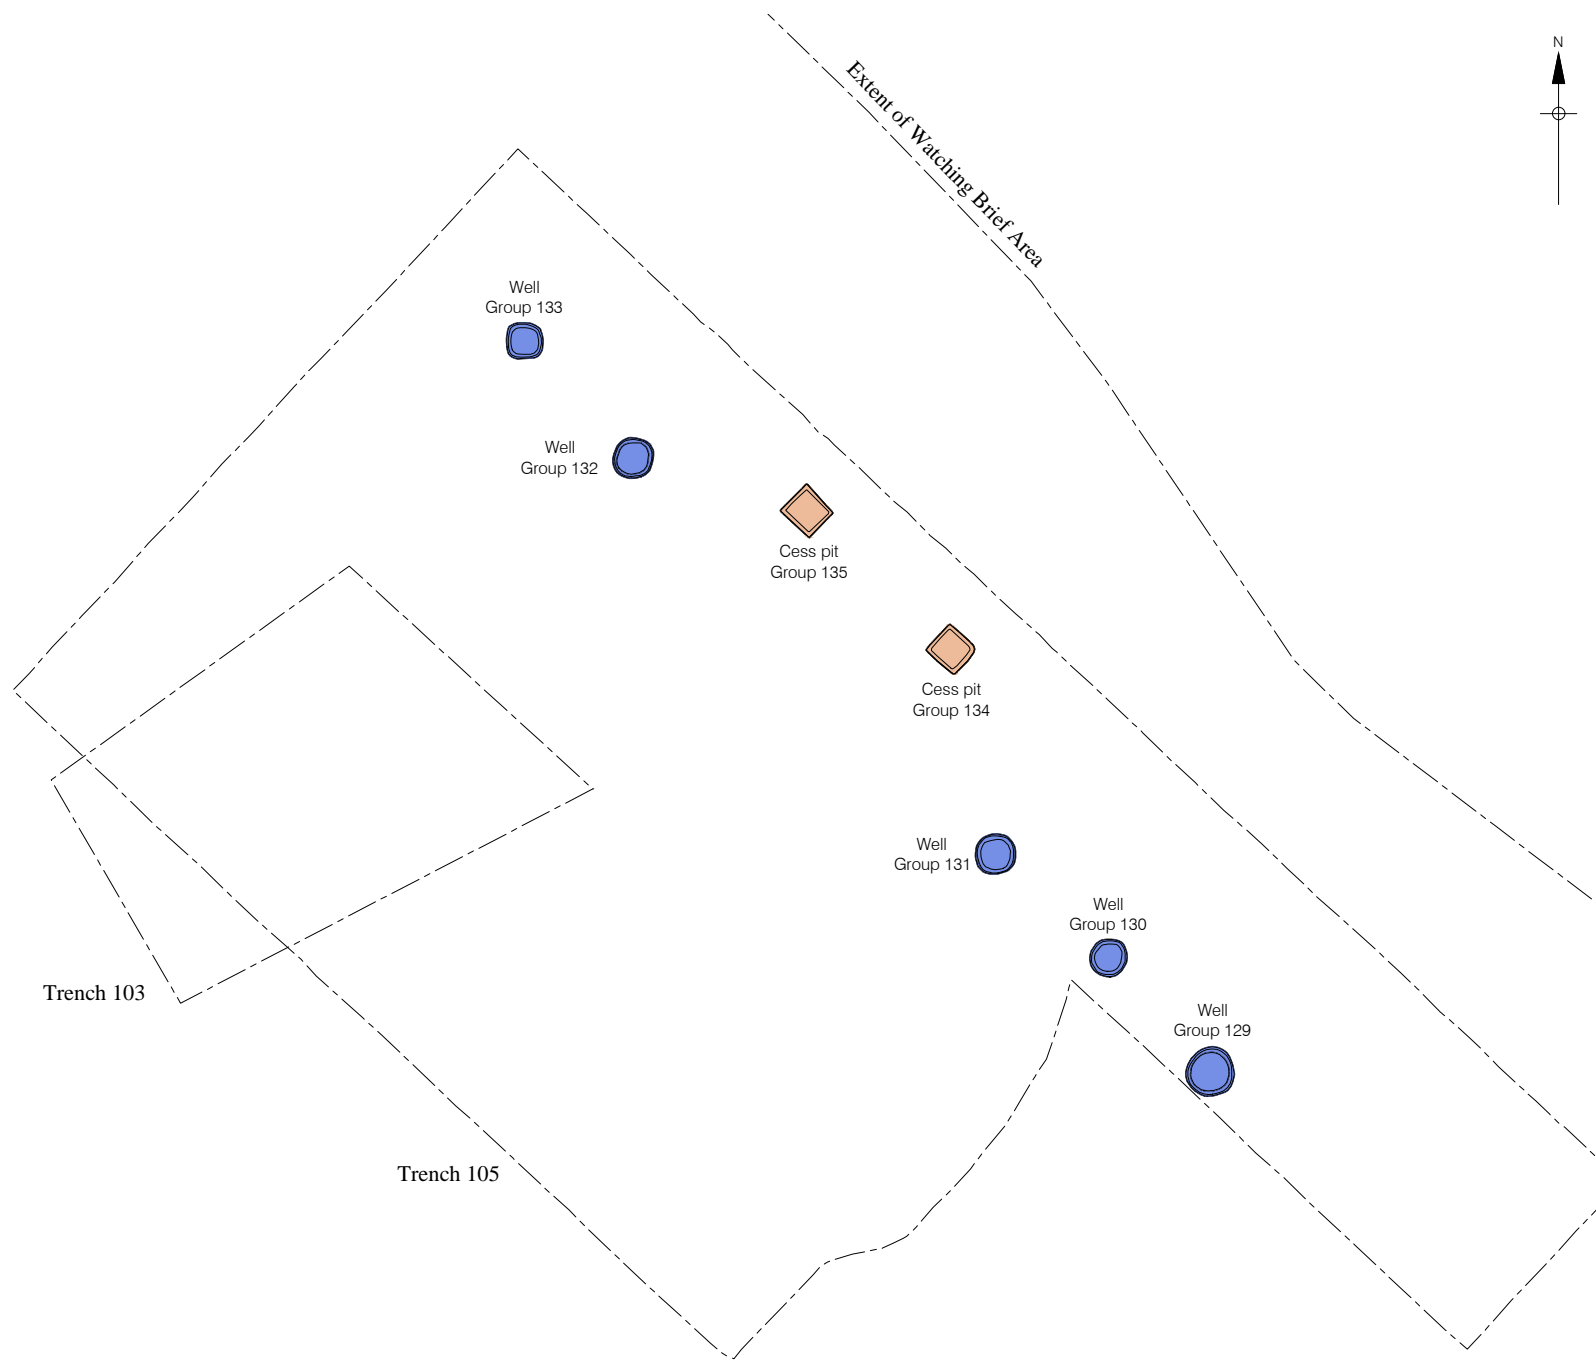 N
Extent of Watching Brief Area
Well
Group 133
Well
Group 132
Cess pit
Group 135
Cess pit
Group 134
Well
Group 131
Well
Group 130
Trench 103
Well
Group 129
Trench 105